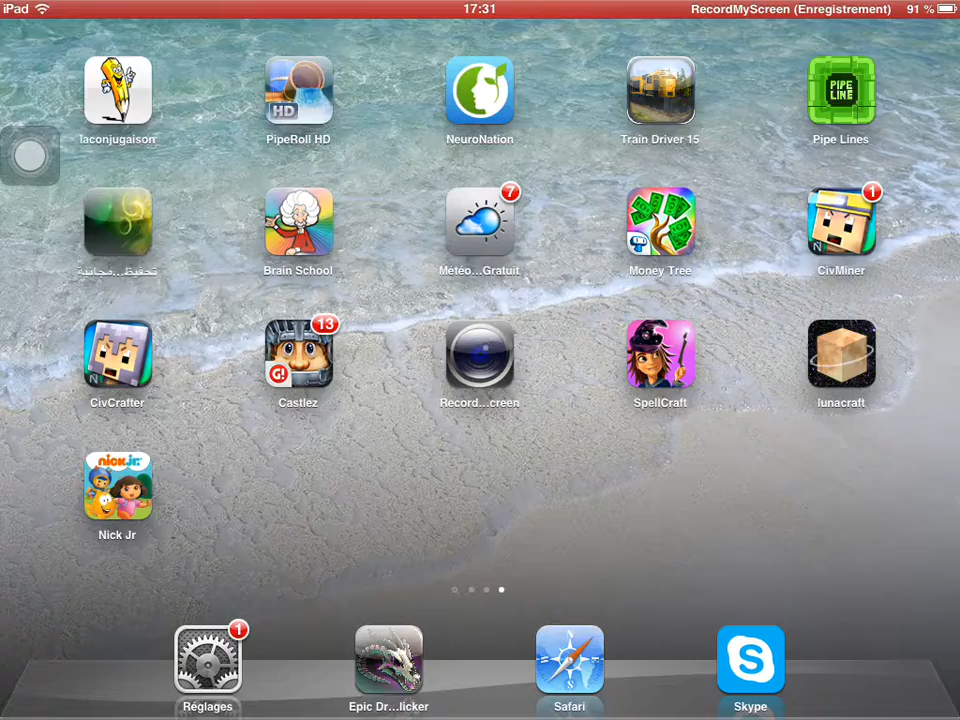 iPad 17:31 RecordMyScreen (Enregistrement) 91 %
HD
PIPE
LINE
laconjugaison PipeRoll HD NeuroNation Train Driver 15 Pipe Lines
7 1
تحفيظ...مجانية Brain School Météo...Gratuit Money Tree CivMiner
13
G!
CivCrafter Castlez Record...creen SpellCraft lunacraft
nick jr.
Nick Jr
1
N
S
S
Réglages Epic Dr...licker Safari Skype